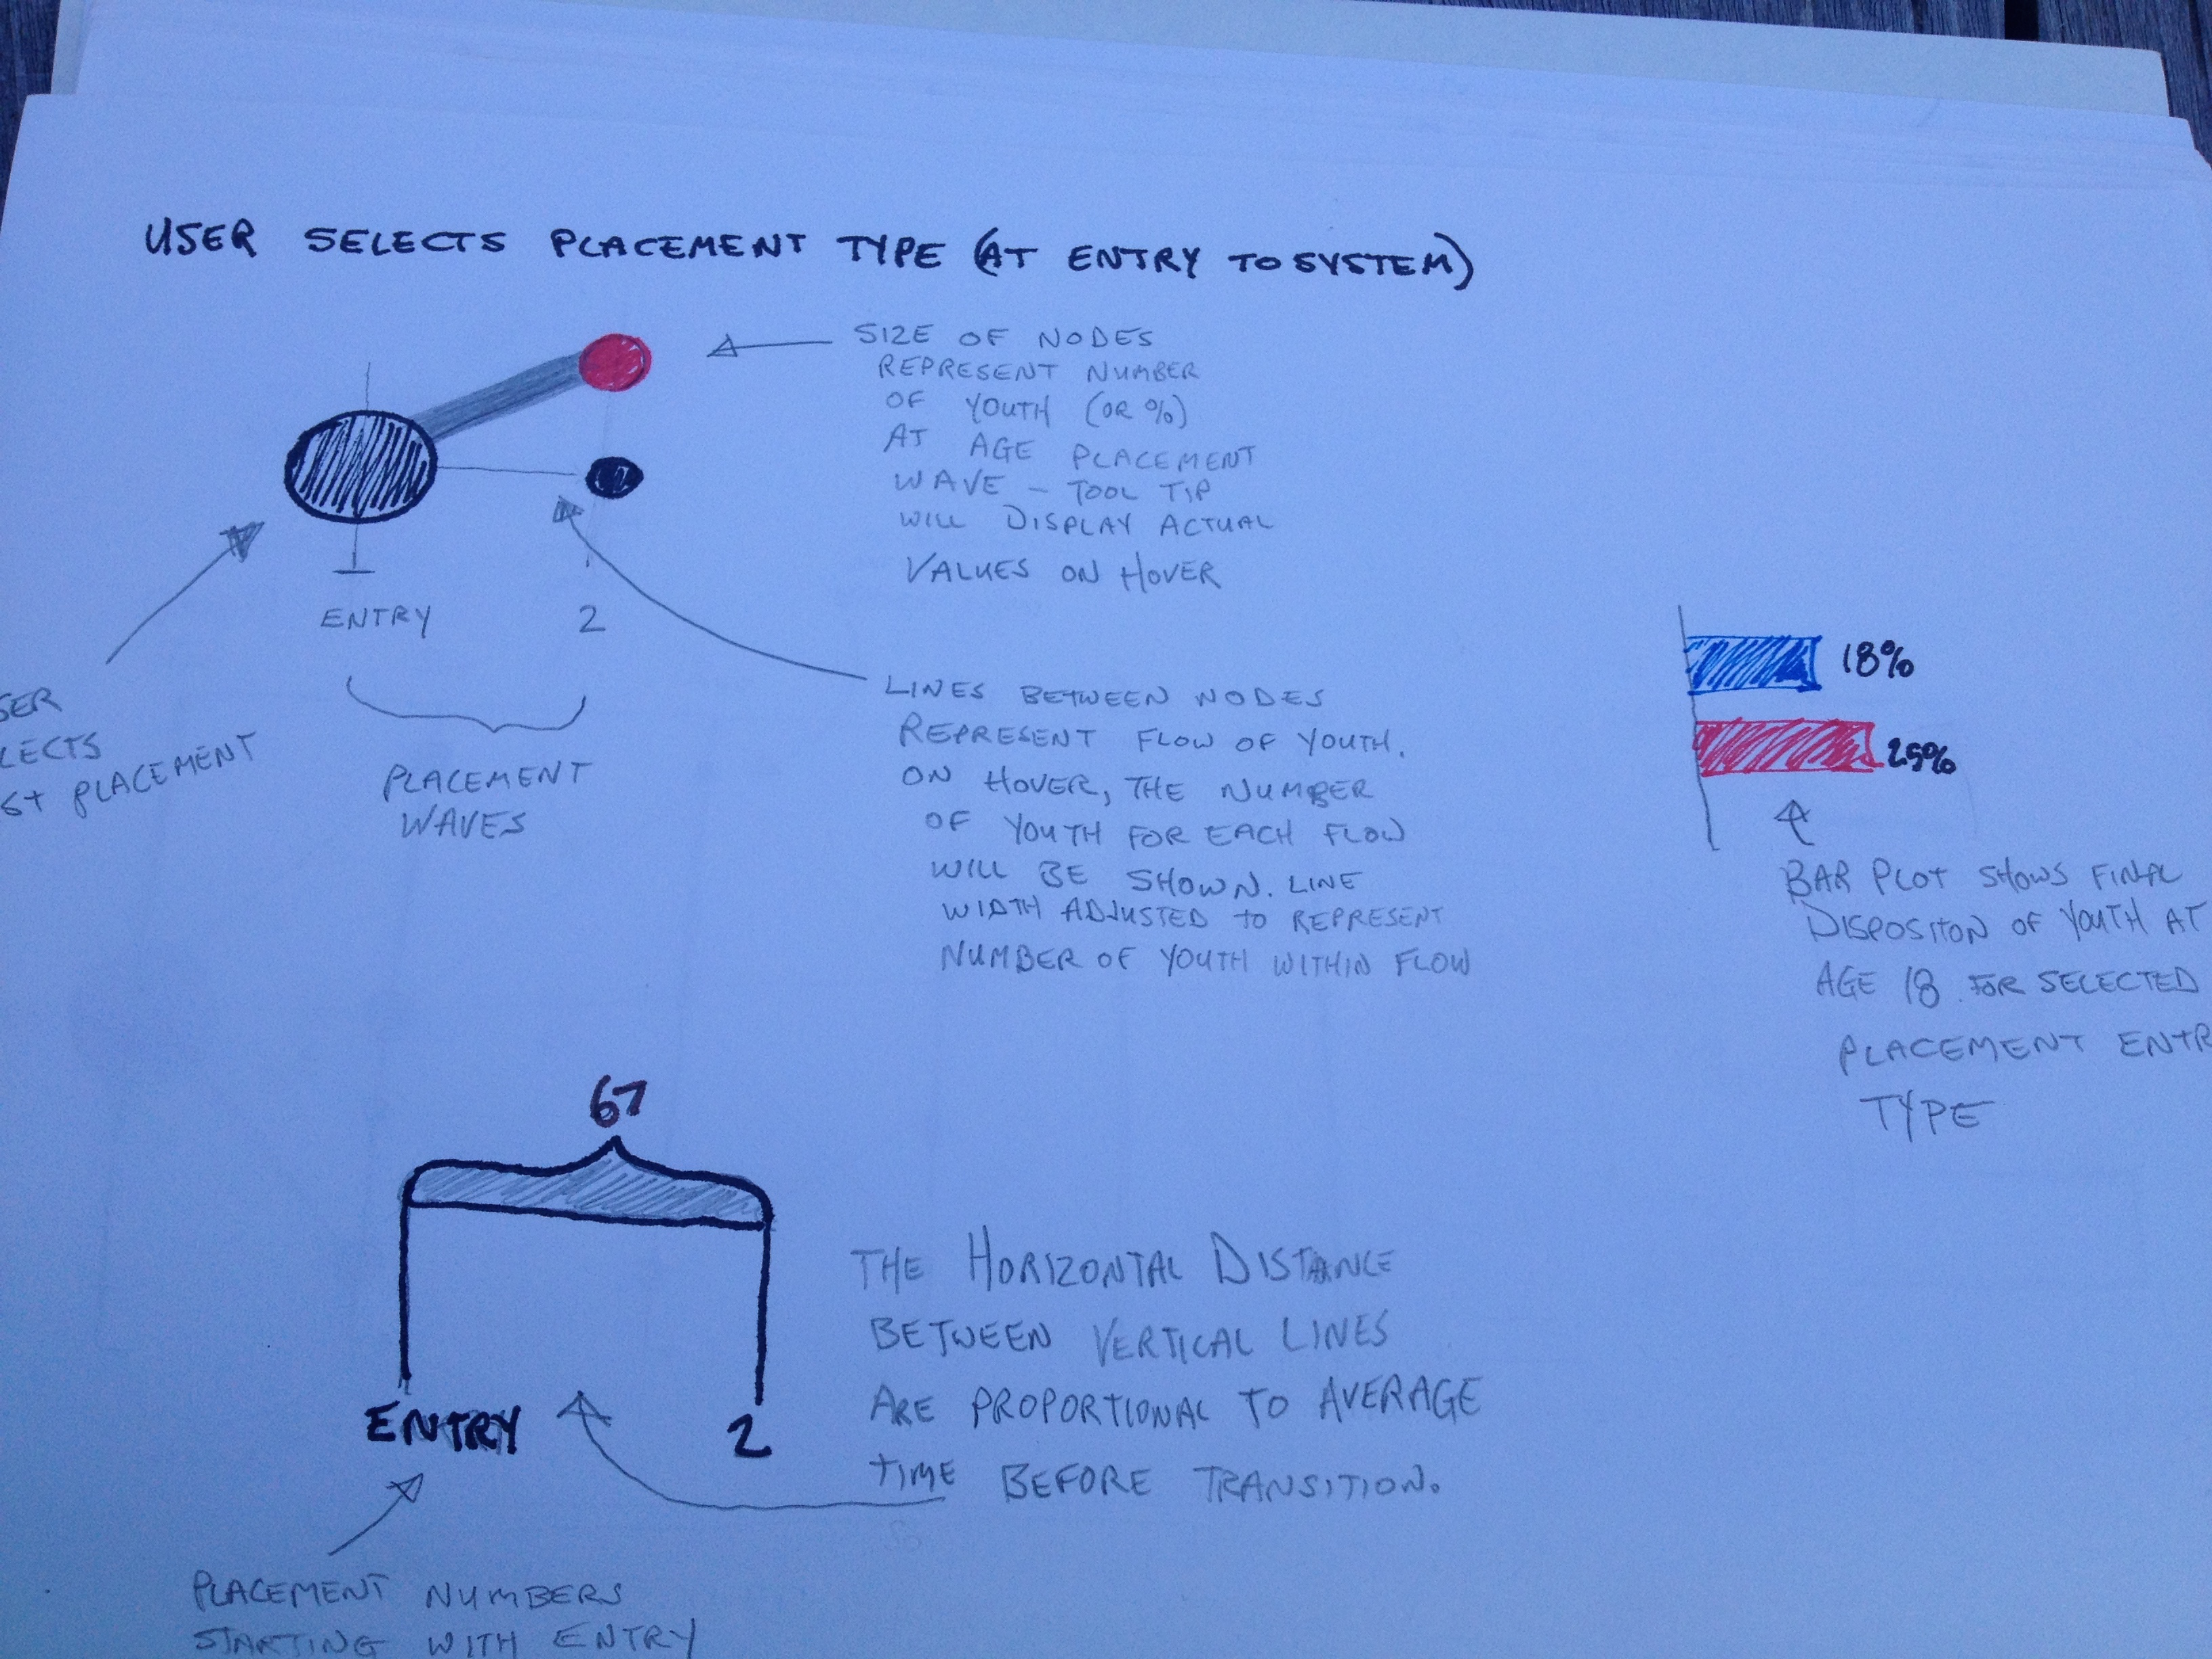 USER SELECTS PLACEMENT TYPE (AT ENTRY TO SYSTEM)
SIZE OF NODES
REPRESENT NUMBER
OF YOUTH (OR %)
AT AGE PLACEMENT
WAVE - TOOL TIP
WILL DISPLAY ACTUAL
VALUES ON HOVER
ENTRY 2
SER
LECTS
ST PLACEMENT
PLACEMENT
WAVES
LINES BETWEEN NODES
REPRESENT FLOW OF YOUTH.
ON HOVER, THE NUMBER
OF YOUTH FOR EACH FLOW
WILL BE SHOWN. LINE
WIDTH ADJUSTED TO REPRESENT
NUMBER OF YOUTH WITHIN FLOW
18%
25%
BAR PLOT SHOWS FINAL
DISPOSITON OF YOUTH AT
AGE 18 FOR SELECTED
PLACEMENT ENTR
TYPE
67
ENTRY 2
THE HORIZONTAL DISTANCE
BETWEEN VERTICAL LINES
ARE PROPORTIONAL TO AVERAGE
TIME BEFORE TRANSITION.
PLACEMENT NUMBERS
STARTING WITH ENTRY